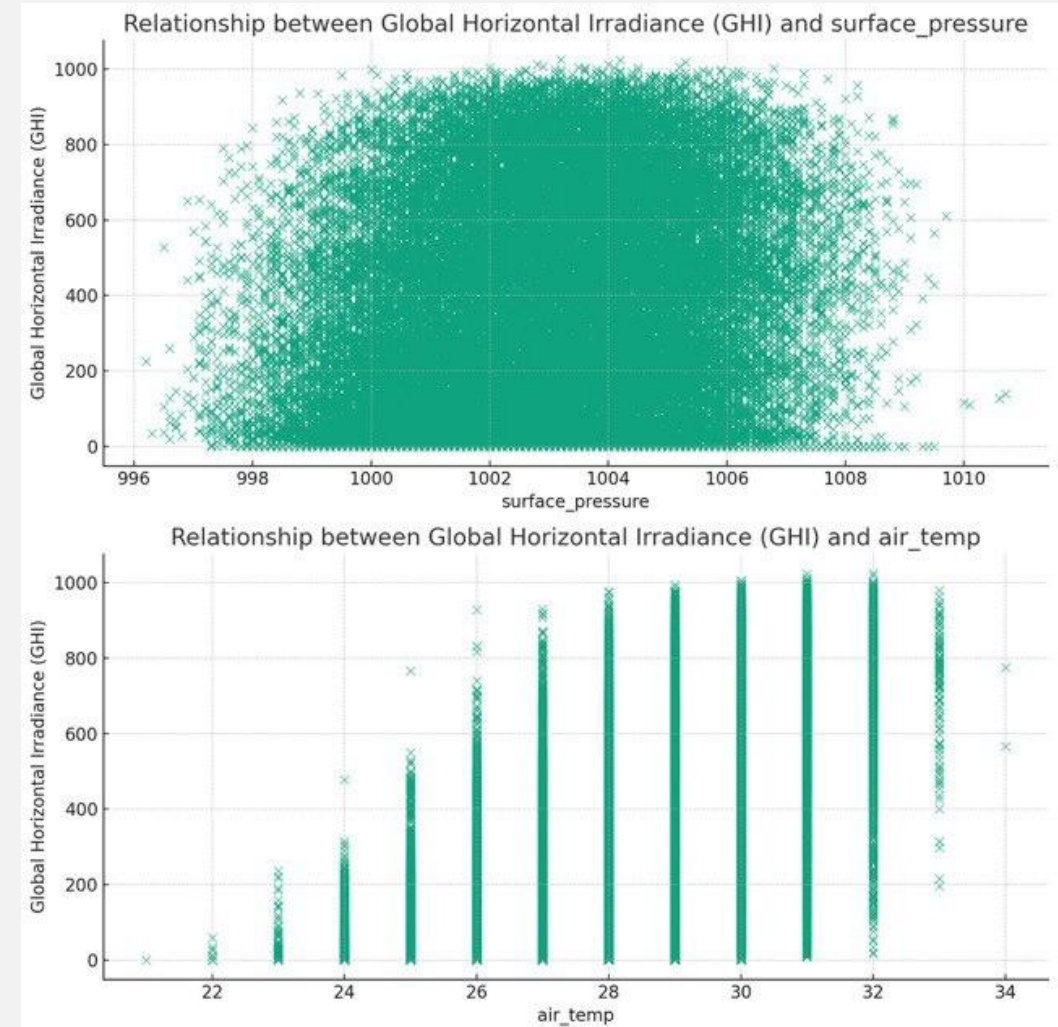 Relationship between Global Horizontal Irradiance (GHI) and surface_pressure
Global Horizontal Irradiance (GHI)
1000
800
600
400
200
0
996 998 1000 1002 1004 1006 1008 1010
surface_pressure
Relationship between Global Horizontal Irradiance (GHI) and air_temp
Global Horizontal Irradiance (GHI)
1000
800
600
400
200
0
22 24 26 28 30 32 34
air_temp